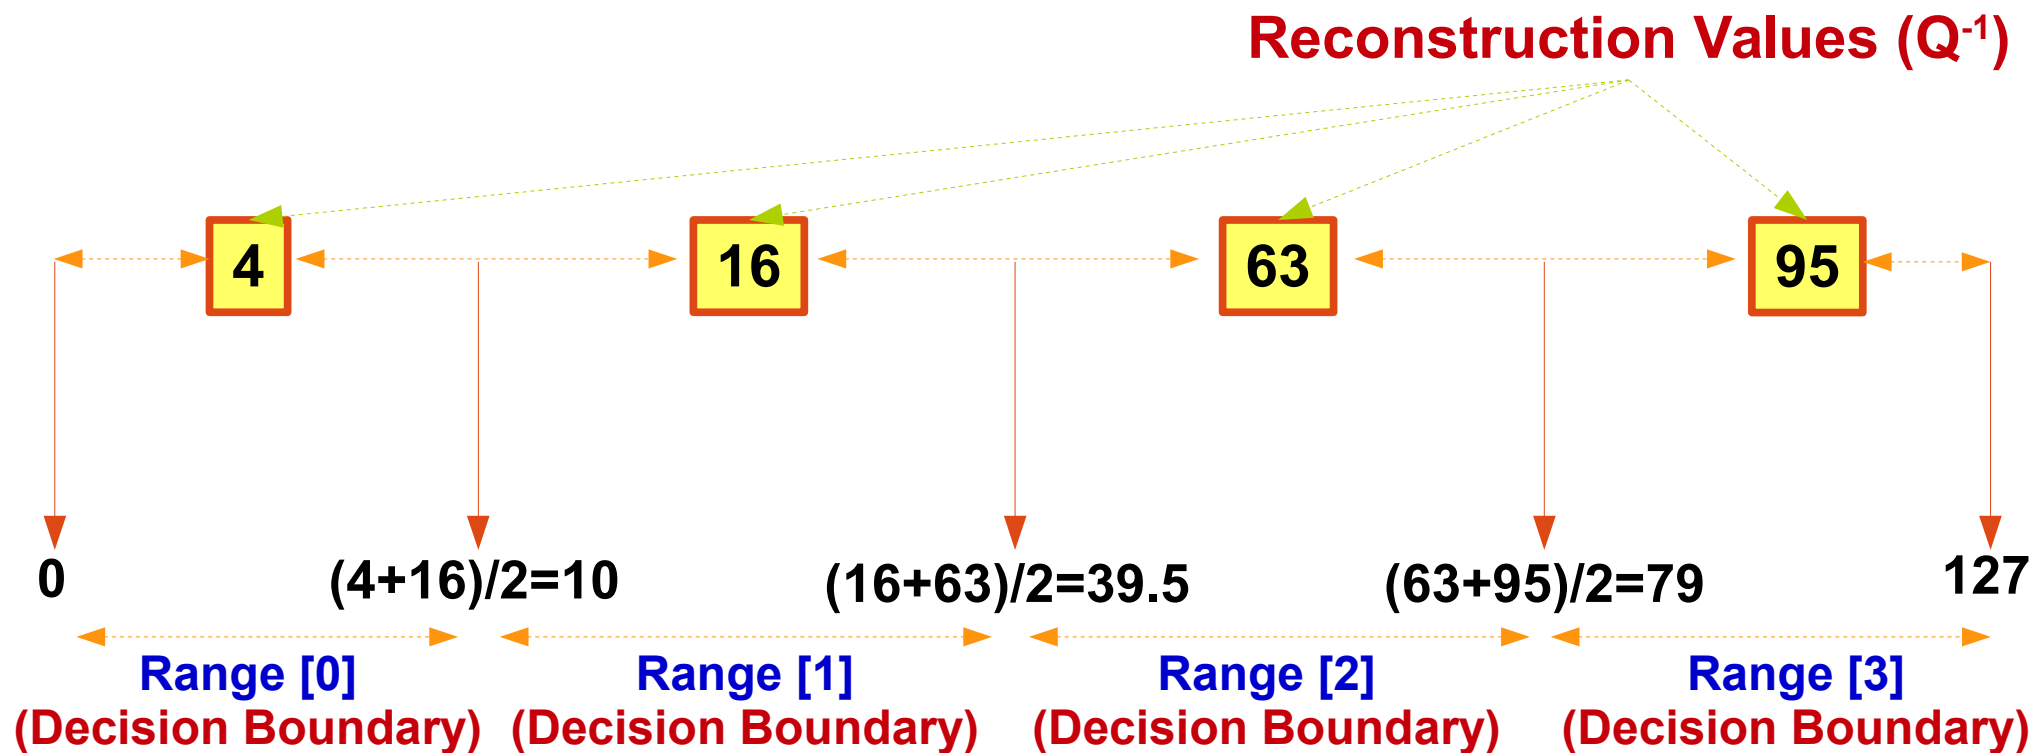 Reconstruction Values (Q-1)
4 16 63 95
0 (4+16)/2=10 (16+63)/2=39.5 (63+95)/2=79 127
Range [0] Range [1] Range [2] Range [3]
(Decision Boundary) (Decision Boundary) (Decision Boundary) (Decision Boundary)